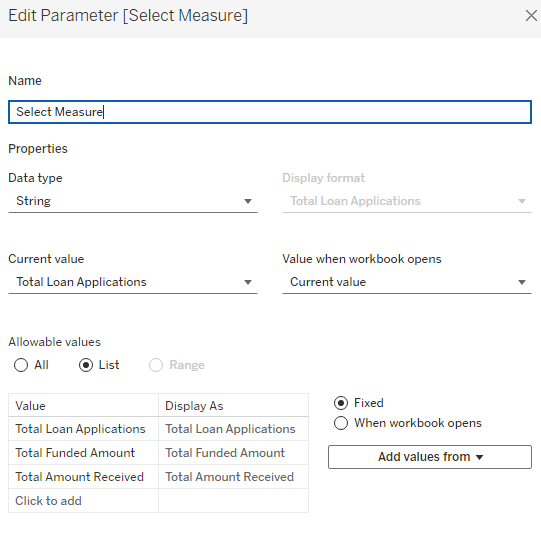 Edit Parameter [Select Measure]
Name
Select Measure
Properties
Data type Display format
String Total Loan Applications
Current value Value when workbook opens
Total Loan Applications Current value
Allowable values
All List Range
Value Display As
Total Loan Applications Total Loan Applications
Total Funded Amount Total Funded Amount
Total Amount Received Total Amount Received
Click to add
Fixed
When workbook opens
Add values from